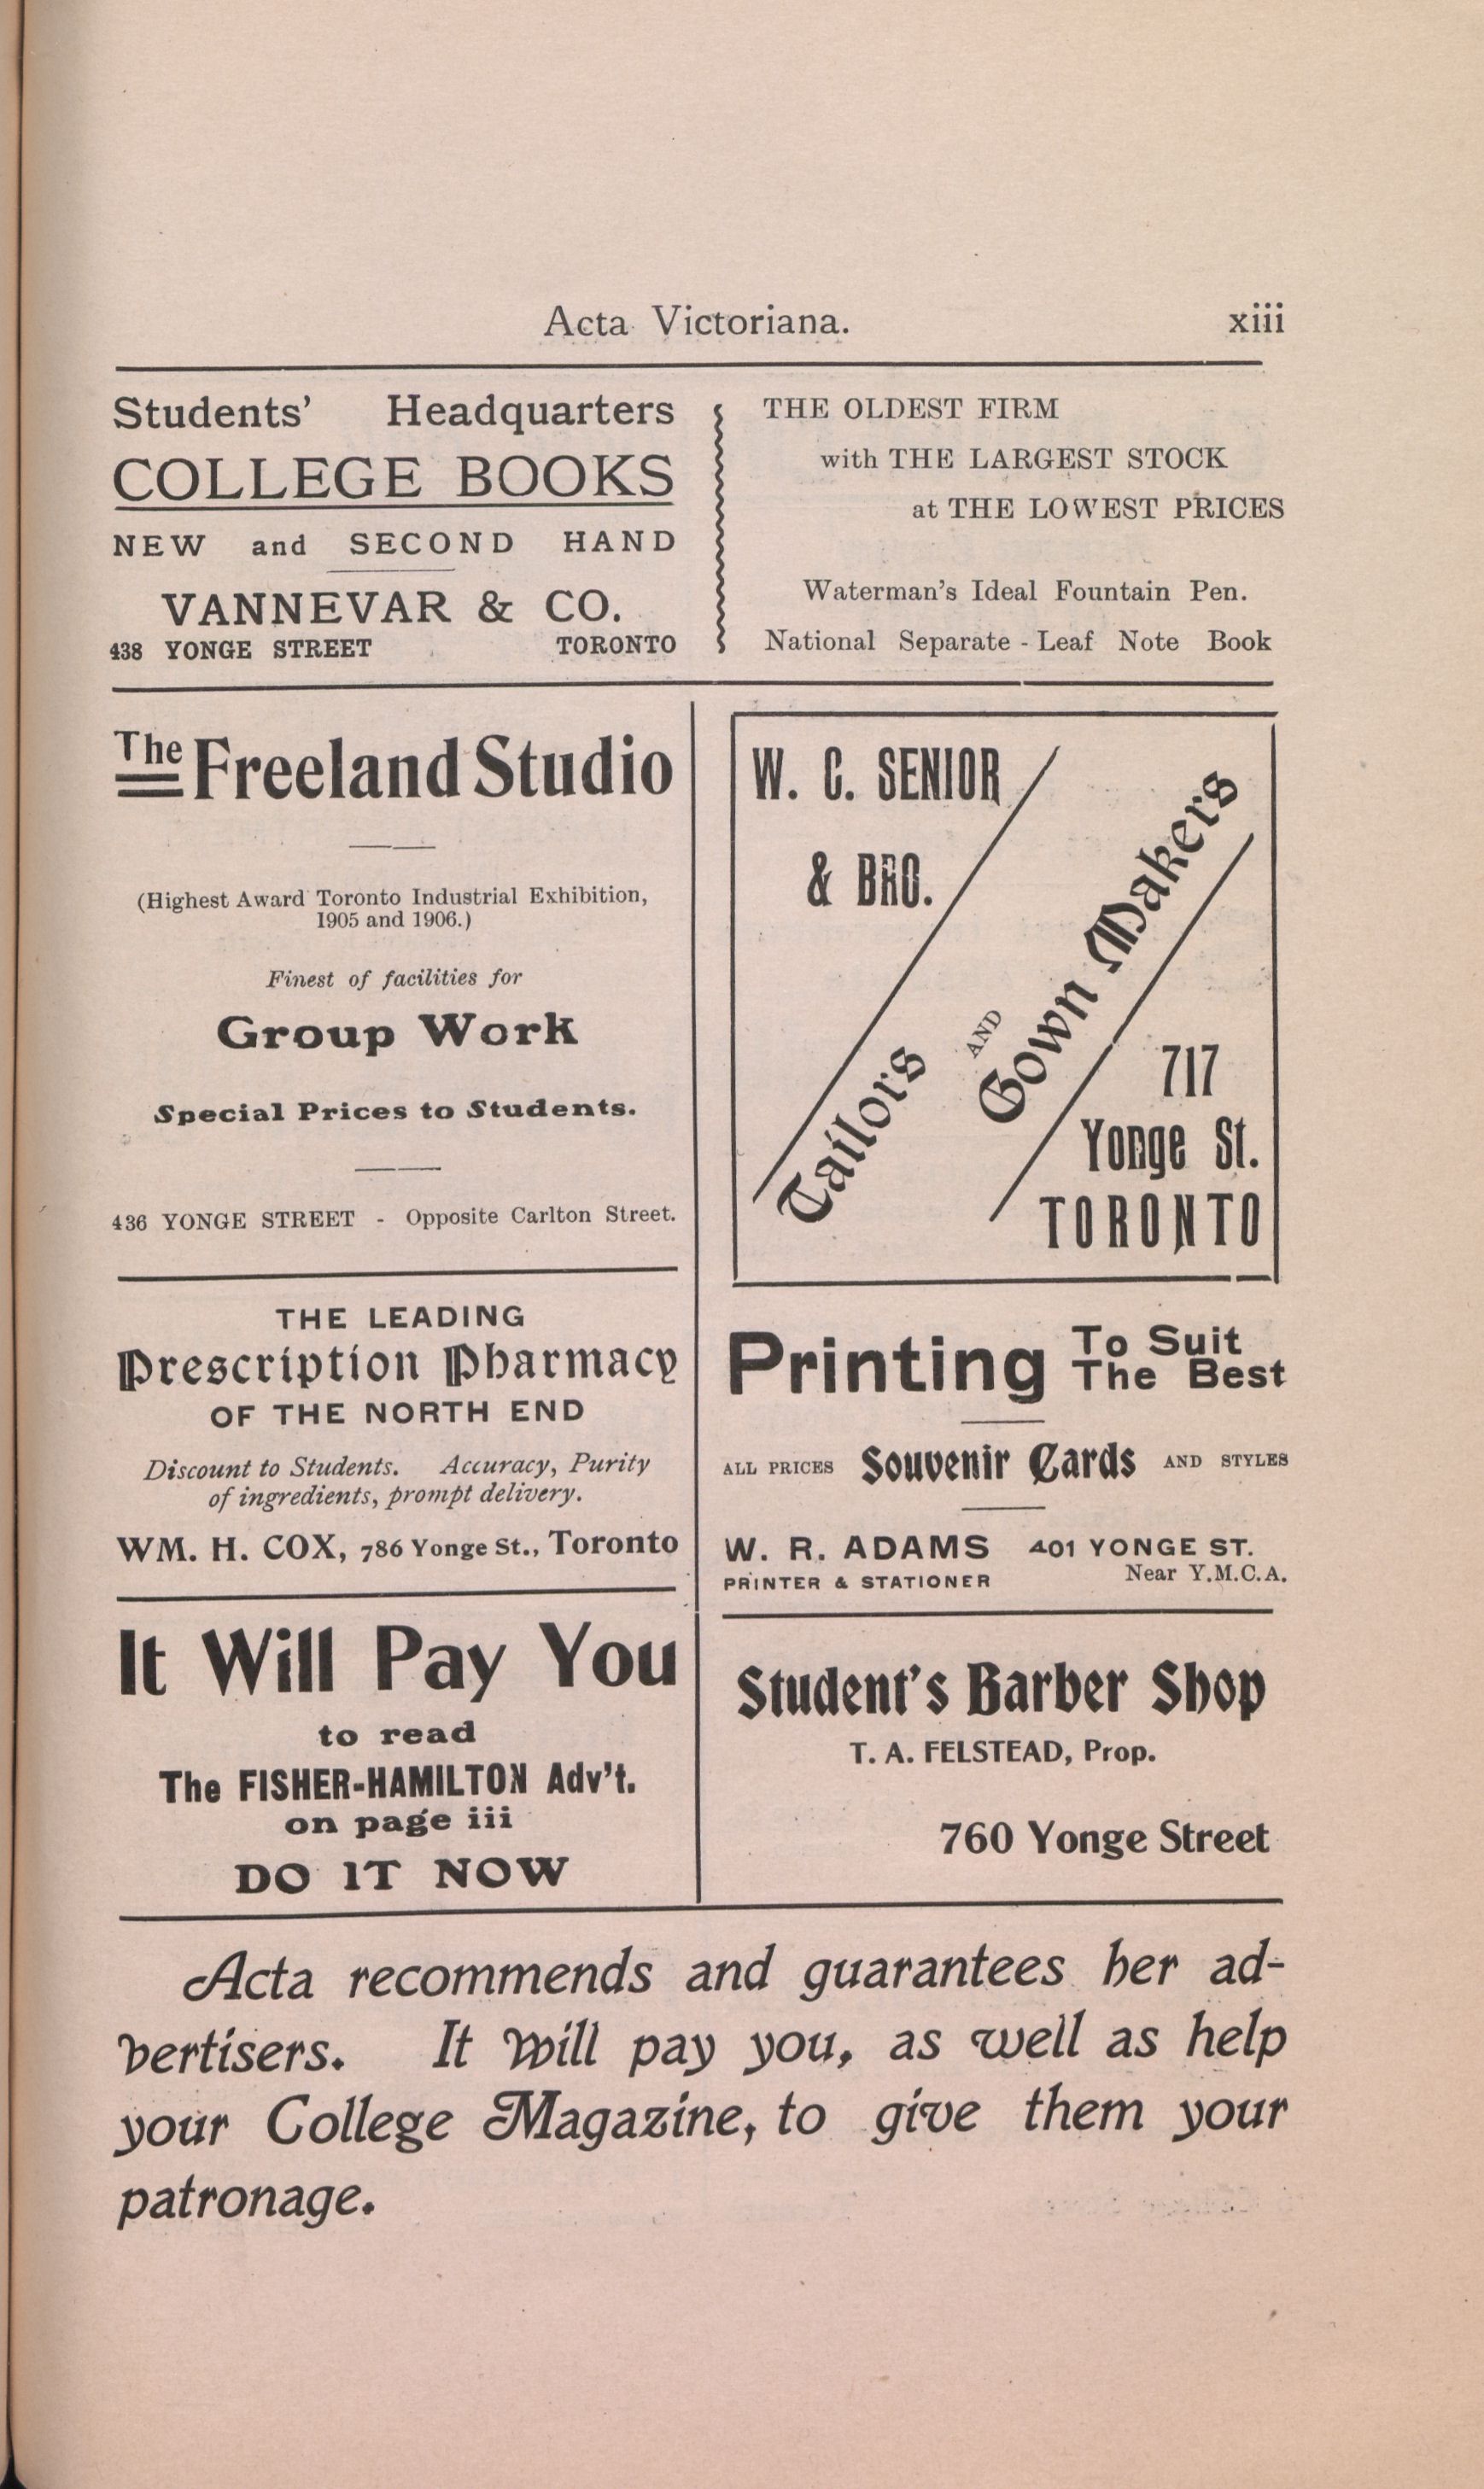 Acta Victoriana. xiii
Students' Headquarters
COLLEGE BOOKS
NEW and SECOND HAND
VANNEVAR & CO.
438 YONGE STREET TORONTO
THE OLDEST FIRM
with THE LARGEST STOCK
at THE LOWEST PRICES
Waterman's Ideal Fountain Pen.
National Separate - Leaf Note Book
The Freeland Studio
(Highest Award Toronto Industrial Exhibition,
1905 and 1906.)
Finest of facilities for
Group Work
Special Prices to Students.
436 YONGE STREET - Opposite Carlton Street.
W. C. SENIOR
& BRO.
Tailors
AND
Gown Makers
717
Yonge St.
TORONTO
THE LEADING
Prescription Pharmacy
OF THE NORTH END
Discount to Students. Accuracy, Purity
of ingredients, prompt delivery.
WM. H. COX, 786 Yonge St., Toronto
Printing To Suit
The Best
ALL PRICES Souvenir Cards AND STYLES
W. R. ADAMS 401 YONGE ST.
PRINTER & STATIONER Near Y.M.C.A.
It Will Pay You
to read
The FISHER-HAMILTON Adv't.
on page iii
DO IT NOW
Student's Barber Shop
T. A. FELSTEAD, Prop.
760 Yonge Street
Acta recommends and guarantees her ad-
vertisers. It will pay you, as well as help
your College Magazine, to give them your
patronage.